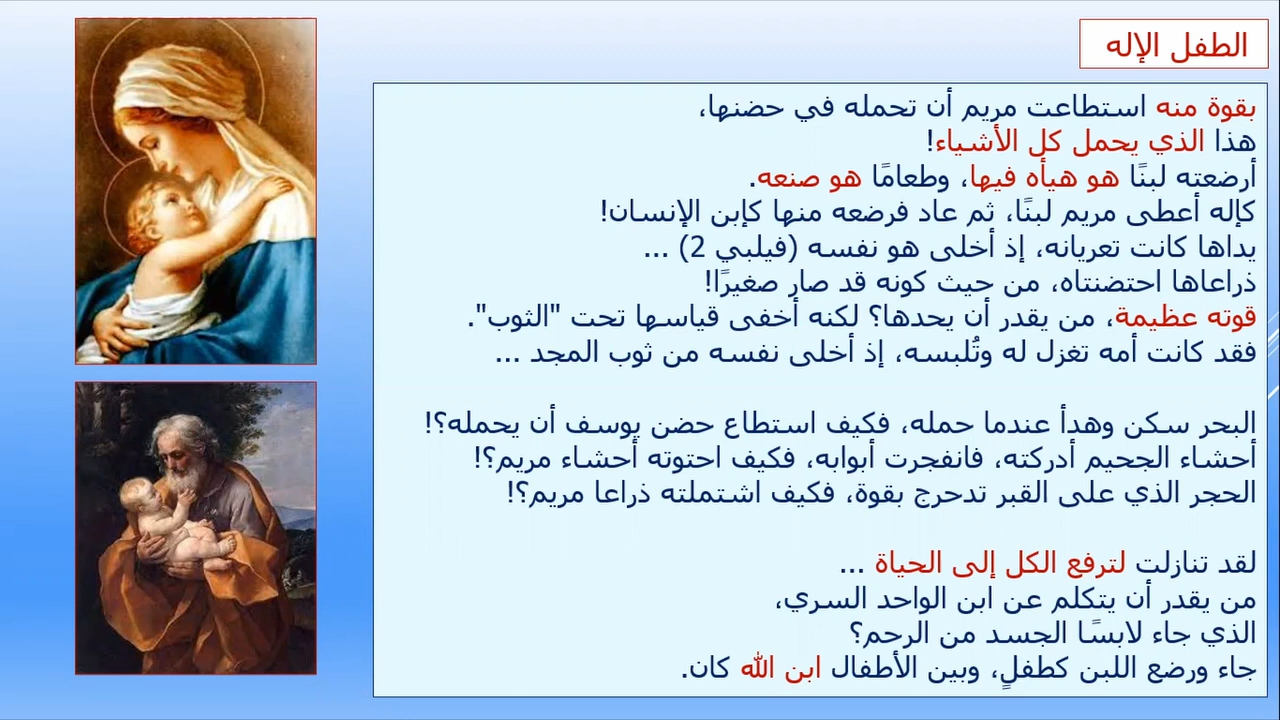 الطفل الإله
بقوة منه استطاعت مريم أن تحمله في حضنها،
هذا الذي يحمل كل الأشياء!
أرضعته لبنًا هو هيأه فيها، وطعامًا هو صنعه.
كإله أعطى مريم لبنًا، ثم عاد فرضعه منها كإبن الإنسان!
يداها كانت تعريانه، إذ أخلى هو نفسه (فيلبي 2) ...
ذراعاها احتضنتاه، من حيث كونه قد صار صغيرًا!
قوته عظيمة، من يقدر أن يحدها؟ لكنه أخفى قياسها تحت "الثوب".
فقد كانت أمه تغزل له وتُلبسه، إذ أخلى نفسه من ثوب المجد ...
البحر سكن وهدأ عندما حمله، فكيف استطاع حضن يوسف أن يحمله؟!
أحشاء الجحيم أدركته، فانفجرت أبوابه، فكيف احتوته أحشاء مريم؟!
الحجر الذي على القبر تدحرج بقوة، فكيف اشتملته ذراعا مريم؟!
لقد تنازلت لترفع الكل إلى الحياة ...
من يقدر أن يتكلم عن ابن الواحد السري،
الذي جاء لابسًا الجسد من الرحم؟
جاء ورضع اللبن كطفلٍ، وبين الأطفال ابن الله كان.